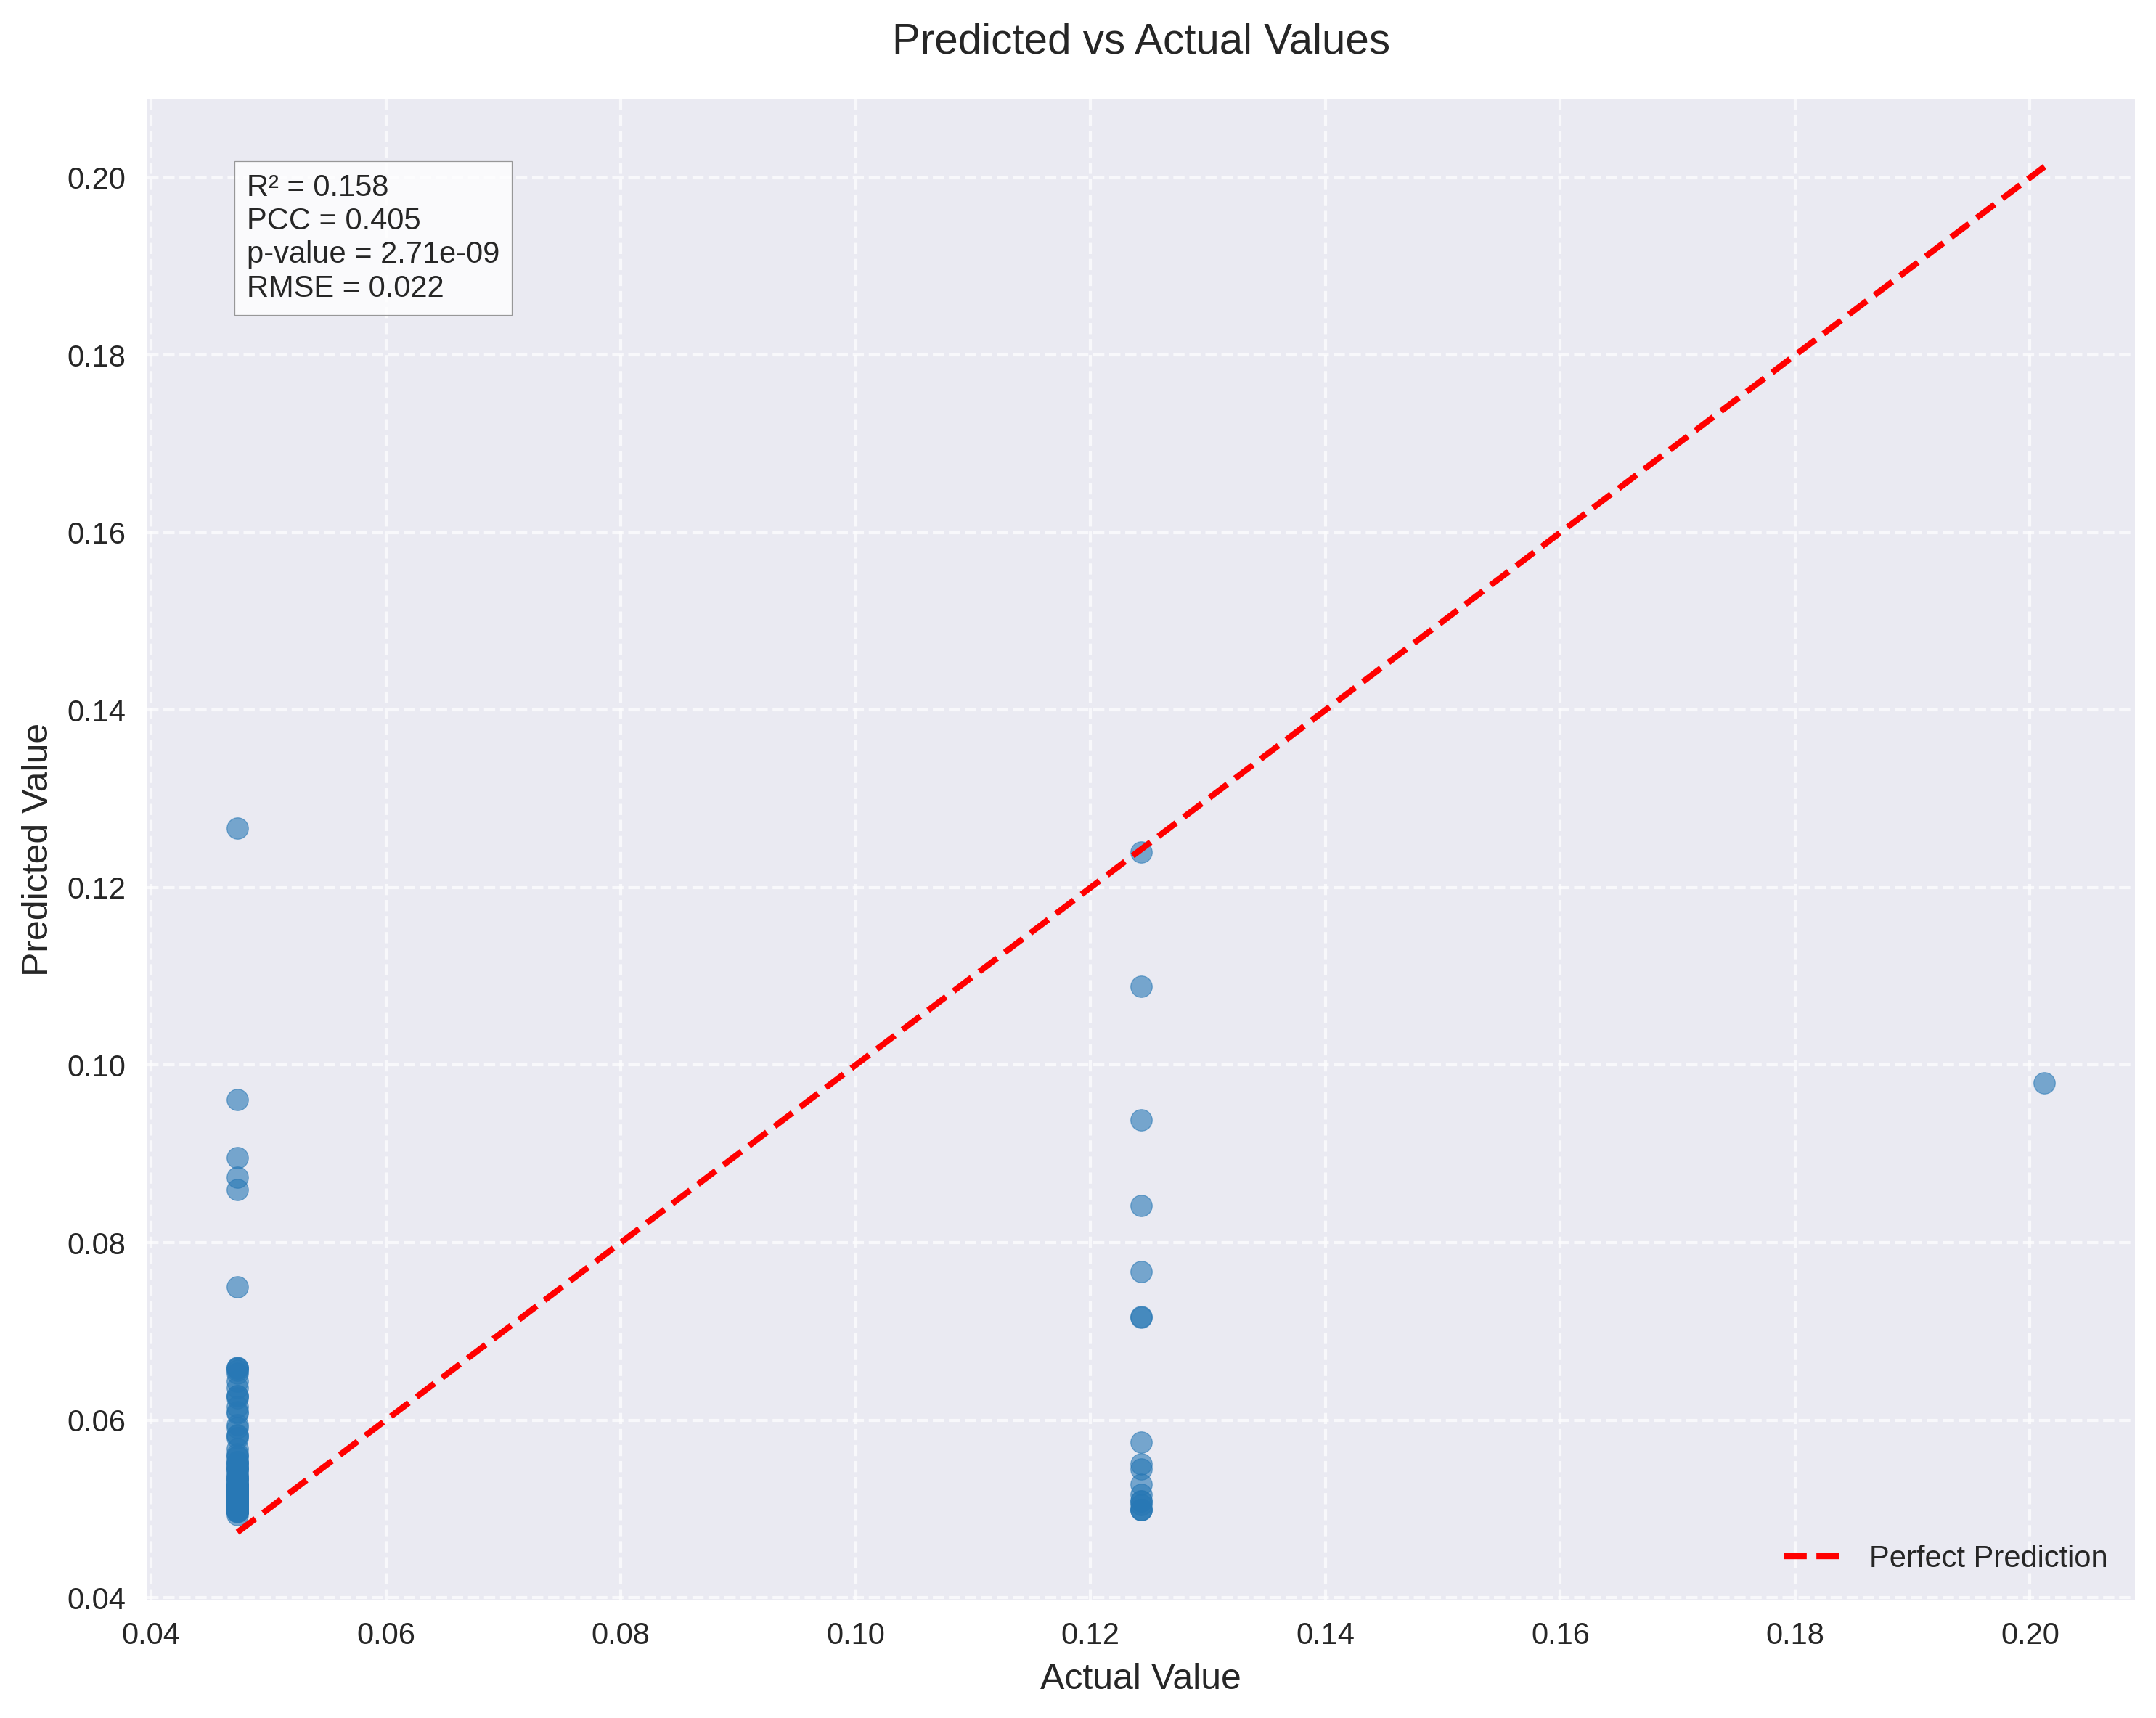 Predicted vs Actual Values
R² = 0.158
PCC = 0.405
p-value = 2.71e-09
RMSE = 0.022
0.20
0.18
0.16
0.14
0.12
0.10
0.08
0.06
0.04
Predicted Value
Perfect Prediction
0.04 0.06 0.08 0.10 0.12 0.14 0.16 0.18 0.20
Actual Value